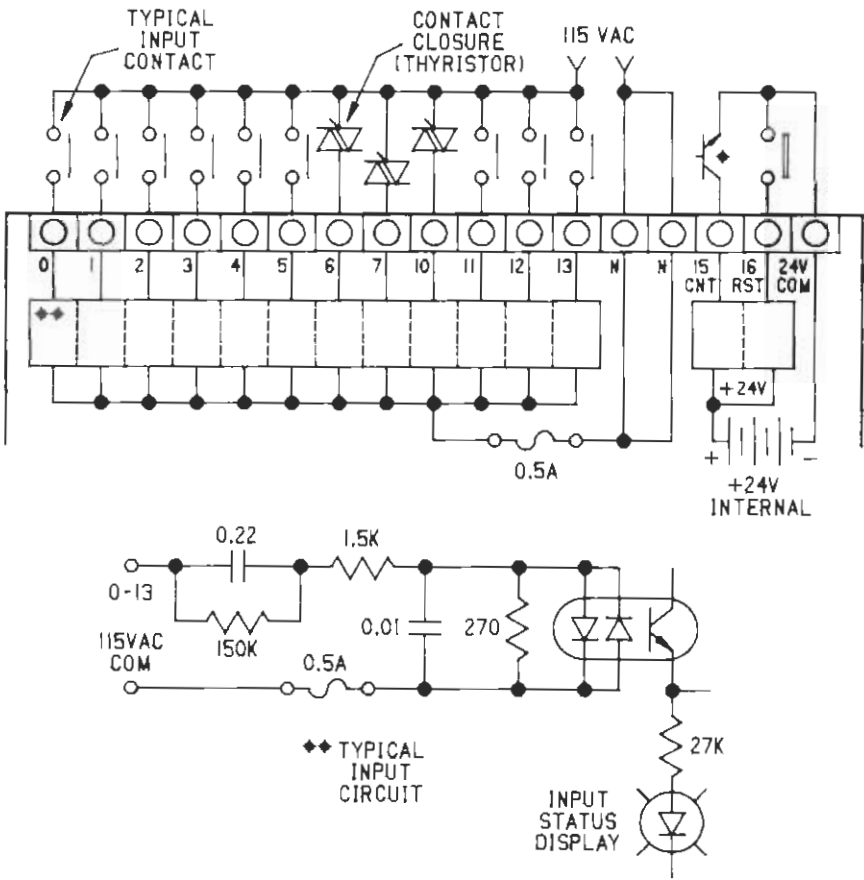 TYPICAL
INPUT
CONTACT
CONTACT
CLOSURE
(THYRISTOR)
115 VAC
0 1 2 3 4 5 6 7 10 11 12 13 N N 15 16 24V
CNT RST COM
+24V
+ -
0.5A
+24V
INTERNAL
0.22
1.5K
0-13
150K
0.01
270
115VAC
COM
0.5A
TYPICAL
INPUT
CIRCUIT
27K
INPUT
STATUS
DISPLAY